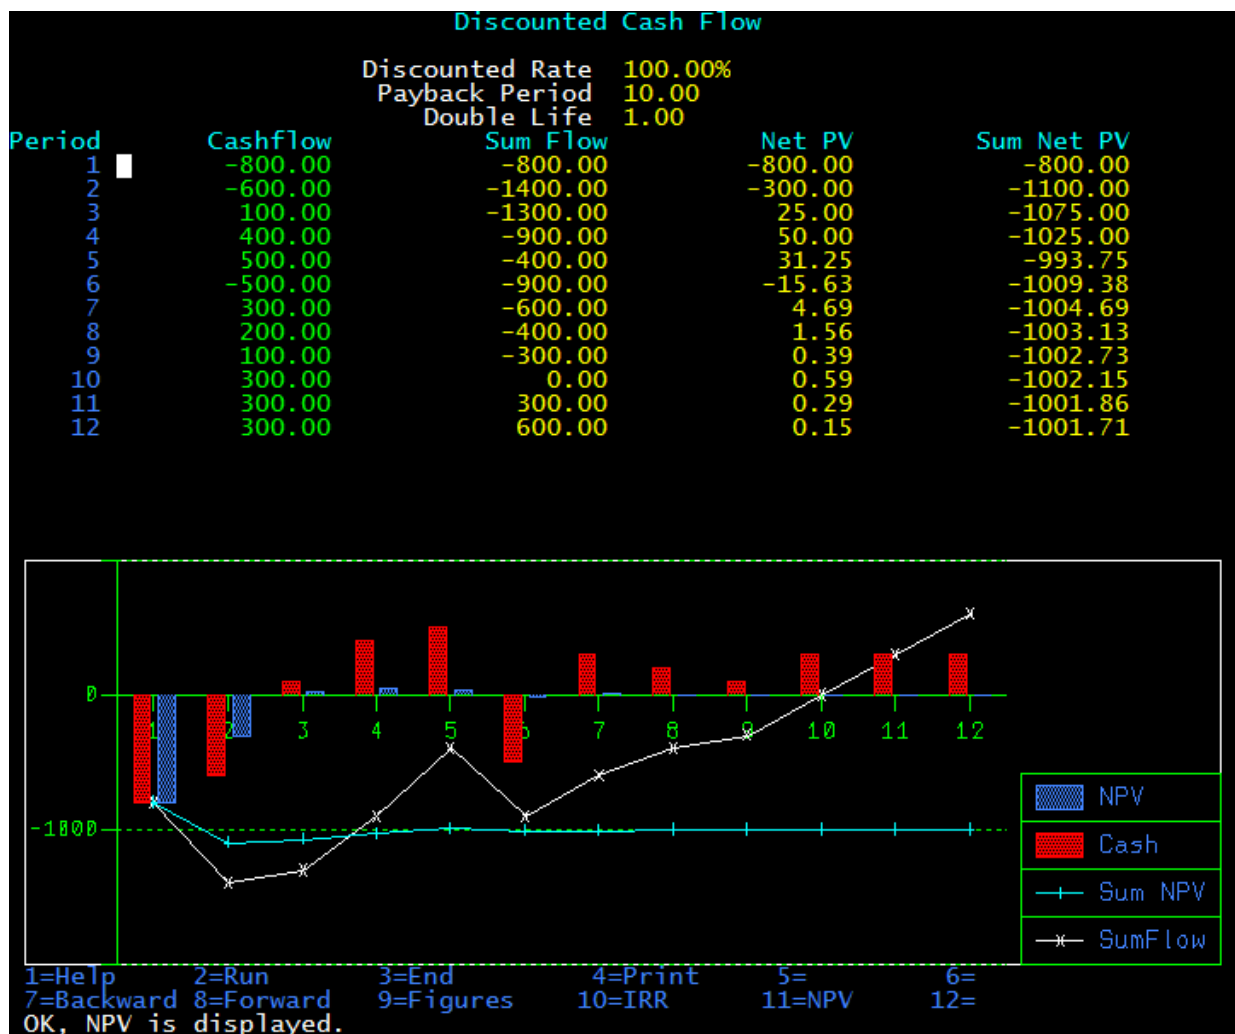 Discounted Cash Flow
Discounted Rate 100.00%
Payback Period 10.00
Double Life 1.00
Period Cashflow Sum Flow Net PV Sum Net PV
1 -800.00 -800.00 -800.00 -800.00
2 -600.00 -1400.00 -300.00 -1100.00
3 100.00 -1300.00 25.00 -1075.00
4 400.00 -900.00 50.00 -1025.00
5 500.00 -400.00 31.25 -993.75
6 -500.00 -900.00 -15.63 -1009.38
7 300.00 -600.00 4.69 -1004.69
8 200.00 -400.00 1.56 -1003.13
9 100.00 -300.00 0.39 -1002.73
10 300.00 0.00 0.59 -1002.15
11 300.00 300.00 0.29 -1001.86
12 300.00 600.00 0.15 -1001.71
0
1 2 3 4 5 6 7 8 9 10 11 12
NPV
-1000
Cash
Sum NPV
SumFlow
1=Help 2=Run 3=End 4=Print 5= 6=
7=Backward 8=Forward 9=Figures 10=IRR 11=NPV 12=
OK, NPV is displayed.